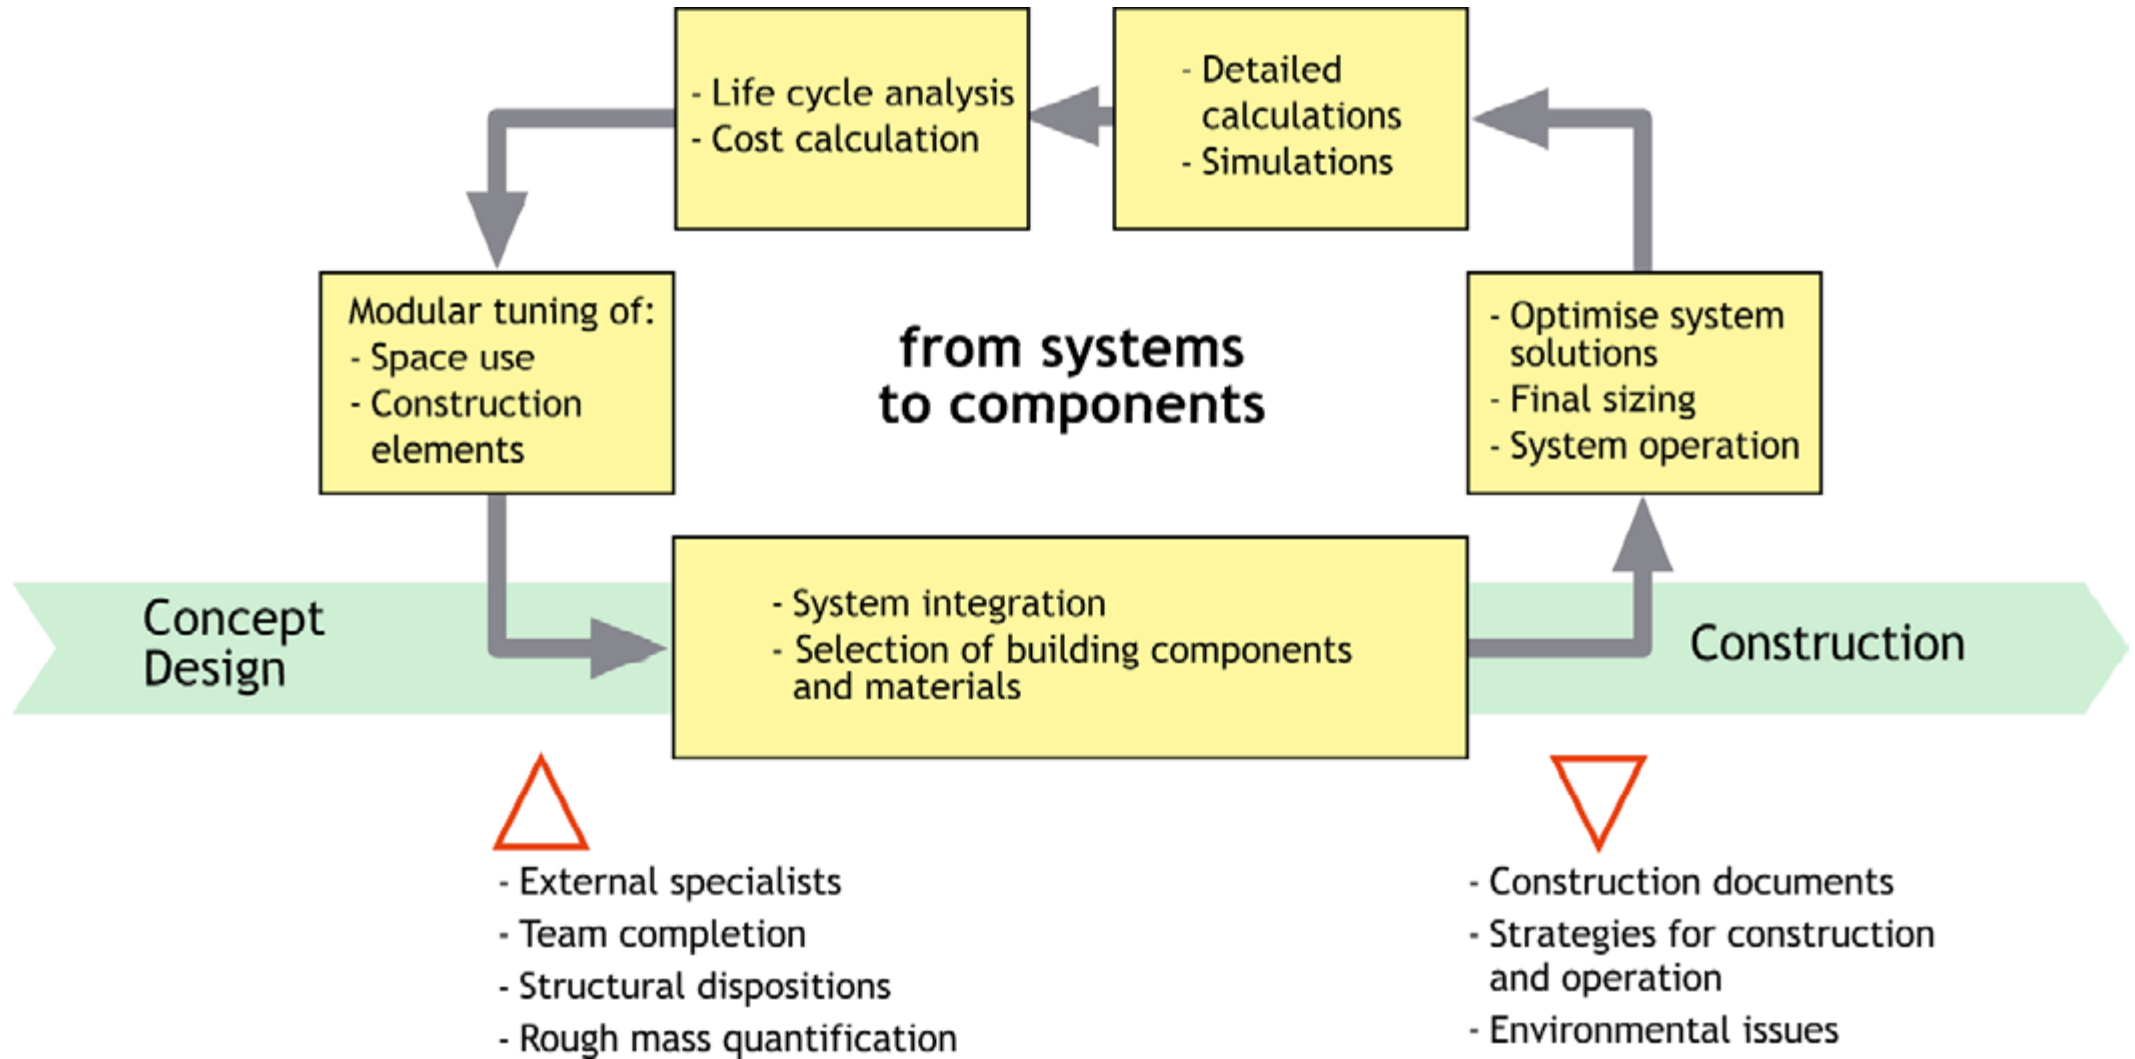 - Life cycle analysis
- Cost calculation
- Detailed
calculations
- Simulations
Modular tuning of:
- Space use
- Construction
elements
from systems
to components
- Optimise system
solutions
- Final sizing
- System operation
Concept
Design
- System integration
- Selection of building components
and materials
Construction
- External specialists
- Team completion
- Structural dispositions
- Rough mass quantification
- Construction documents
- Strategies for construction
and operation
- Environmental issues